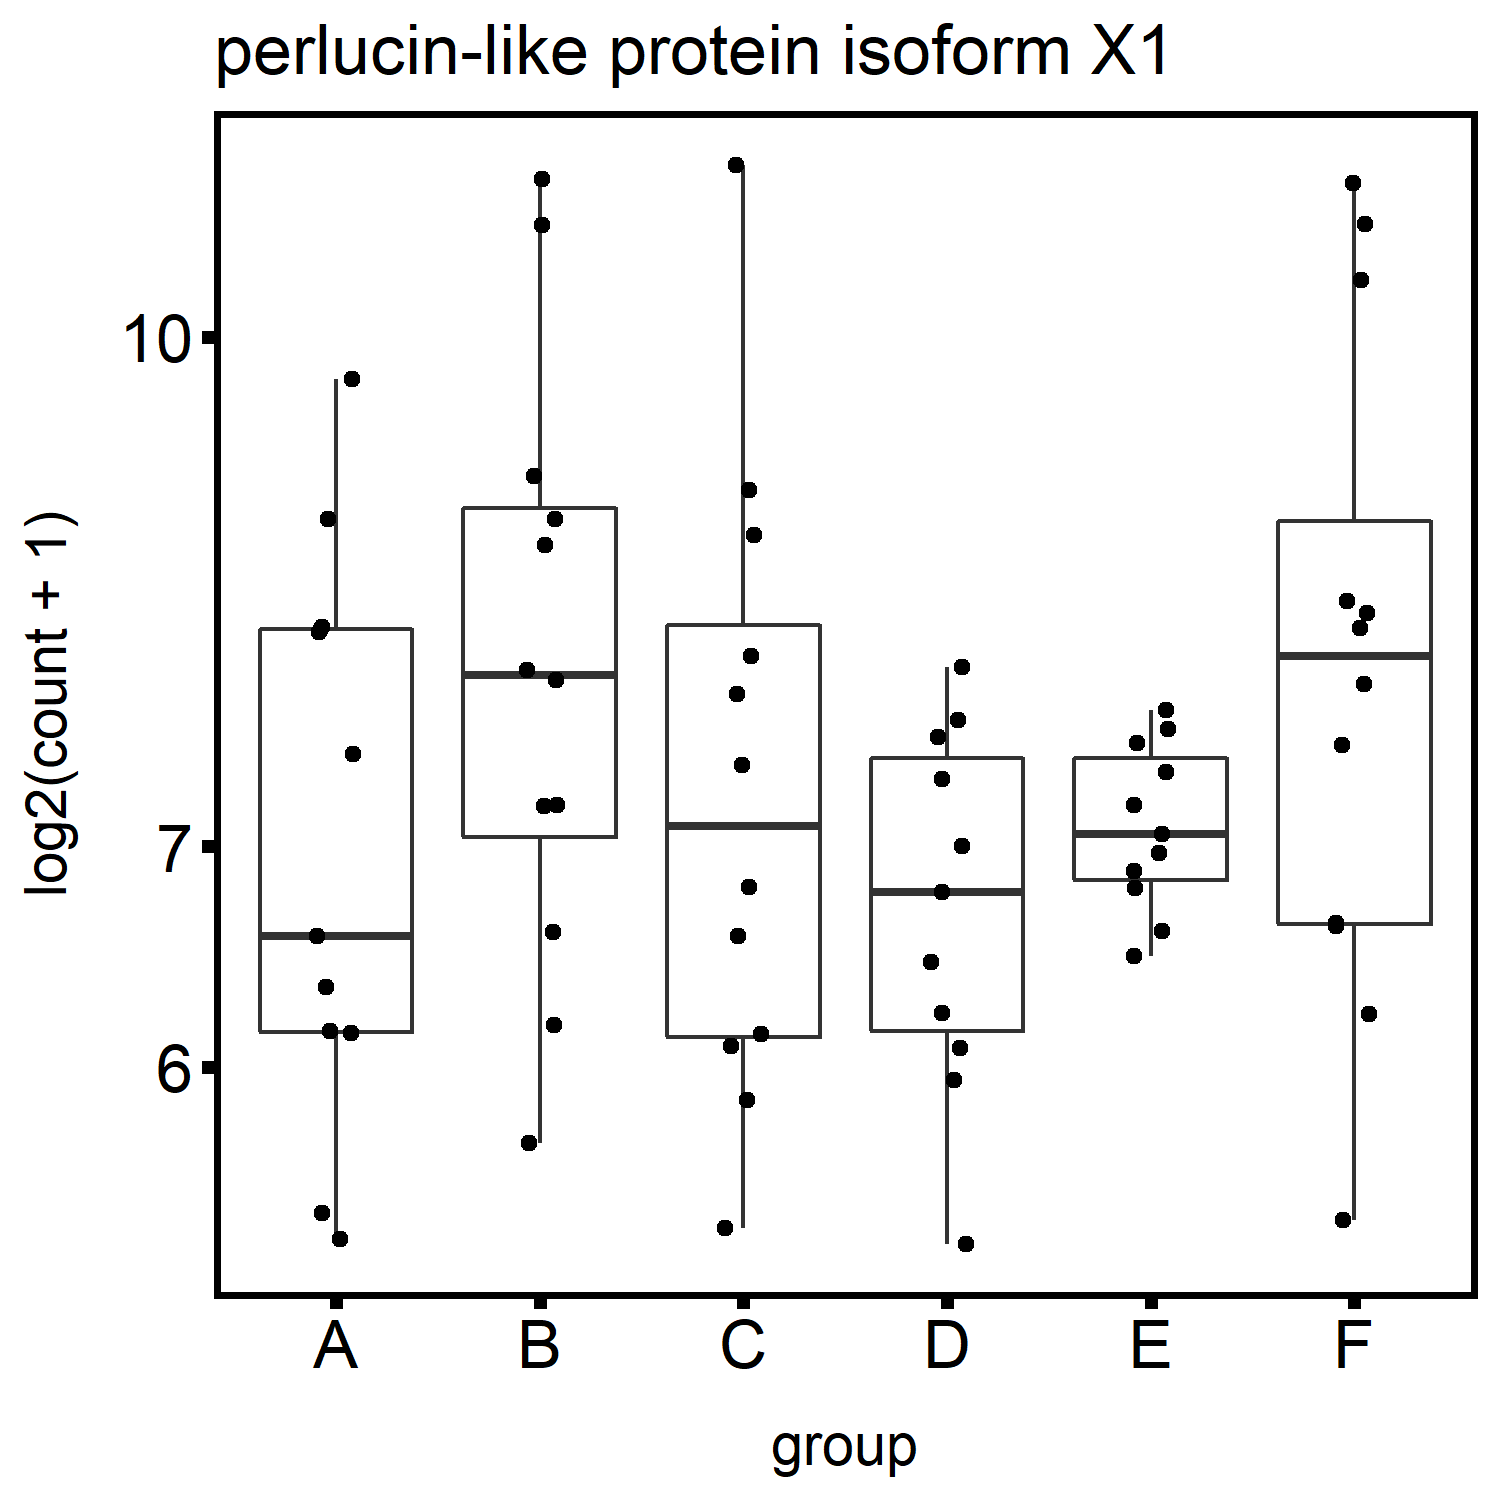 perlucin-like protein isoform X1
log2(count + 1)
10
7
6
A B C D E F
group